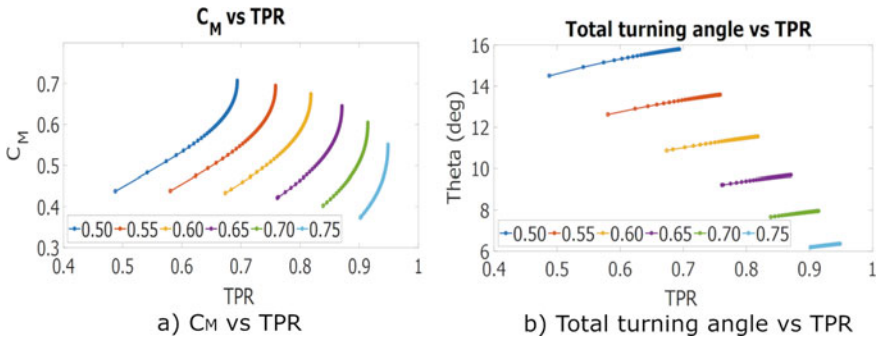 C_M vs TPR
C_M
0.7
0.6
0.5
0.4
0.3
0.50 0.55 0.60 0.65 0.70 0.75
0.4 0.5 0.6 0.7 0.8 0.9 1
TPR
a) CM vs TPR
Total turning angle vs TPR
Theta (deg)
16
14
12
10
8
6
0.50 0.55 0.60 0.65 0.70 0.75
0.4 0.5 0.6 0.7 0.8 0.9 1
TPR
b) Total turning angle vs TPR